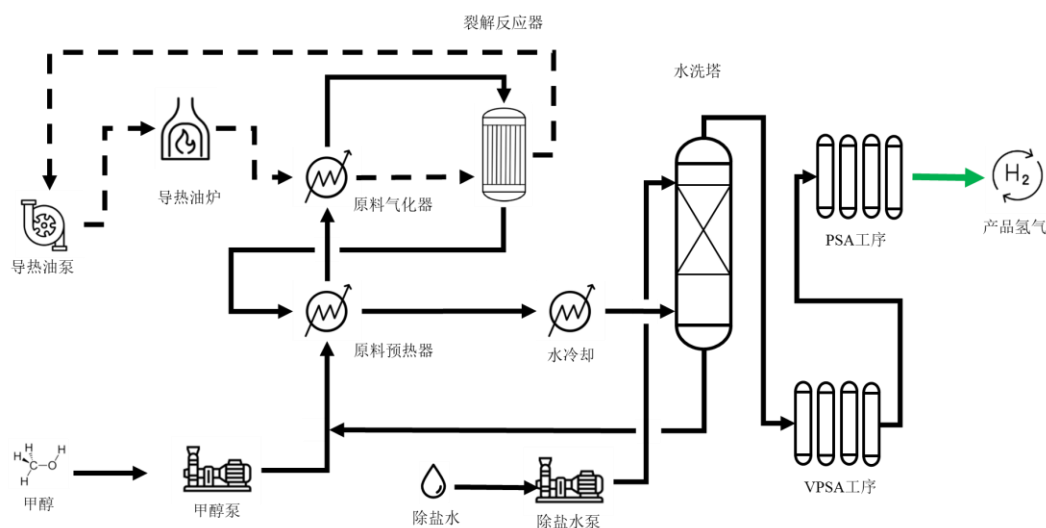 裂解反应器
水洗塔
导热油炉
原料气化器
H₂
PSA工序
产品氢气
导热油泵
原料预热器
水冷却
H
H
H
C
O
H
甲醇
甲醇泵
除盐水
除盐水泵
VPSA工序